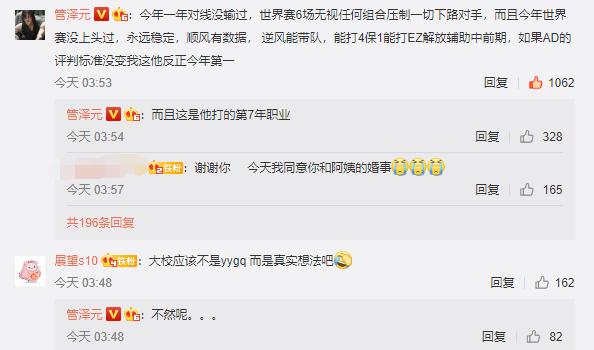 管泽元：今年一年对线没输过，世界赛6场无视任何组合压制一切下路对手，而且今年世
界赛没上头过，永远稳定，顺风有数据， 逆风能带队，能打4保1能打EZ解放辅助中前期，如果AD的
评判标准没变我这他反正今年第一
今天 03:53 回复 1062
管泽元：而且这是他打的第7年职业
今天 03:54 回复 328
铁粉：谢谢你 今天我同意你和阿姨的婚事
今天 03:57 回复 165
共196条回复
展望s10 铁粉：大校应该不是yygq 而是真实想法吧
今天 03:48 回复 162
管泽元：不然呢。。。
今天 03:48 回复 82